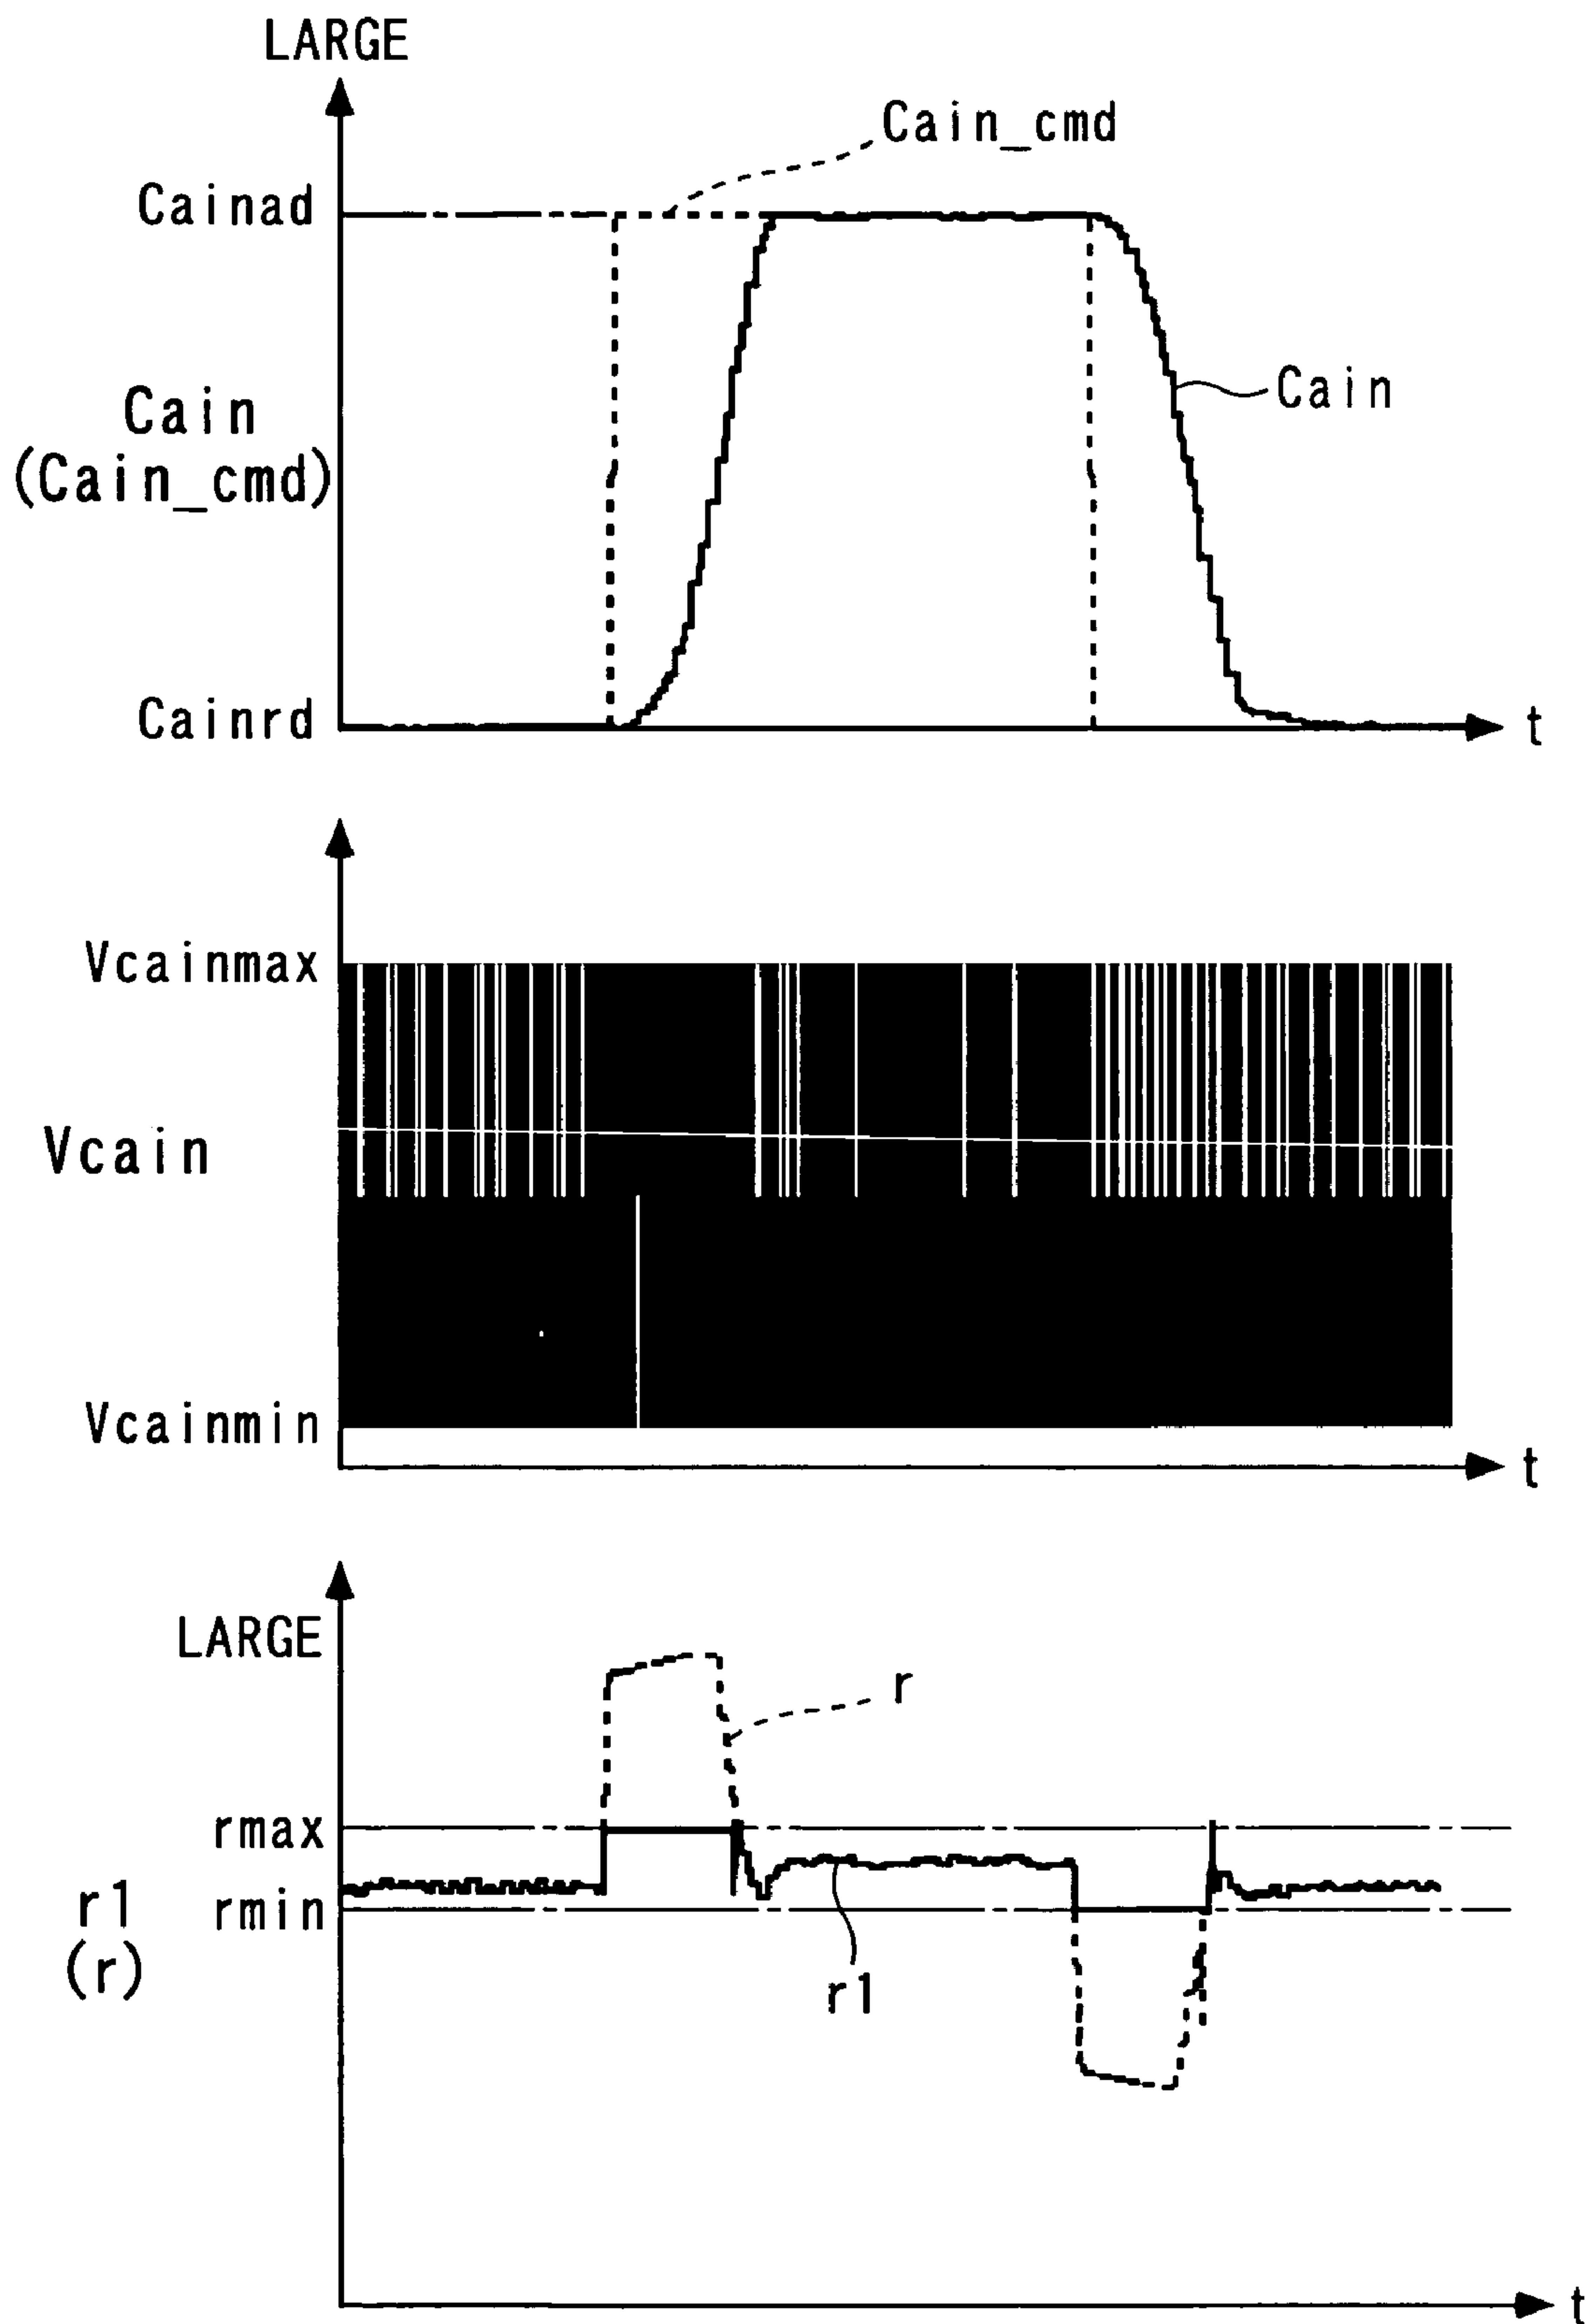 LARGE
Cain_cmd
Cainad
Cain
(Cain_cmd)
Cain
Cainrd
t
Vcainmax
Vcain
Vcainmin
t
LARGE
r
rmax
r1
(r)
rmin
r1
t